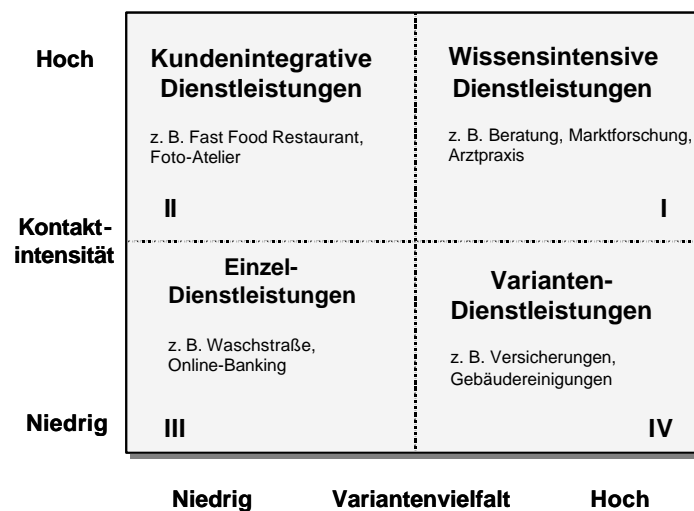 Hoch
Kundenintegrative
Dienstleistungen
z. B. Fast Food Restaurant,
Foto-Atelier
II
Wissensintensive
Dienstleistungen
z. B. Beratung, Marktforschung,
Arztpraxis
I
Kontakt-
intensität
Einzel-
Dienstleistungen
z. B. Waschstraße,
Online-Banking
III
Varianten-
Dienstleistungen
z. B. Versicherungen,
Gebäudereinigungen
IV
Niedrig
Niedrig
Variantenvielfalt
Hoch